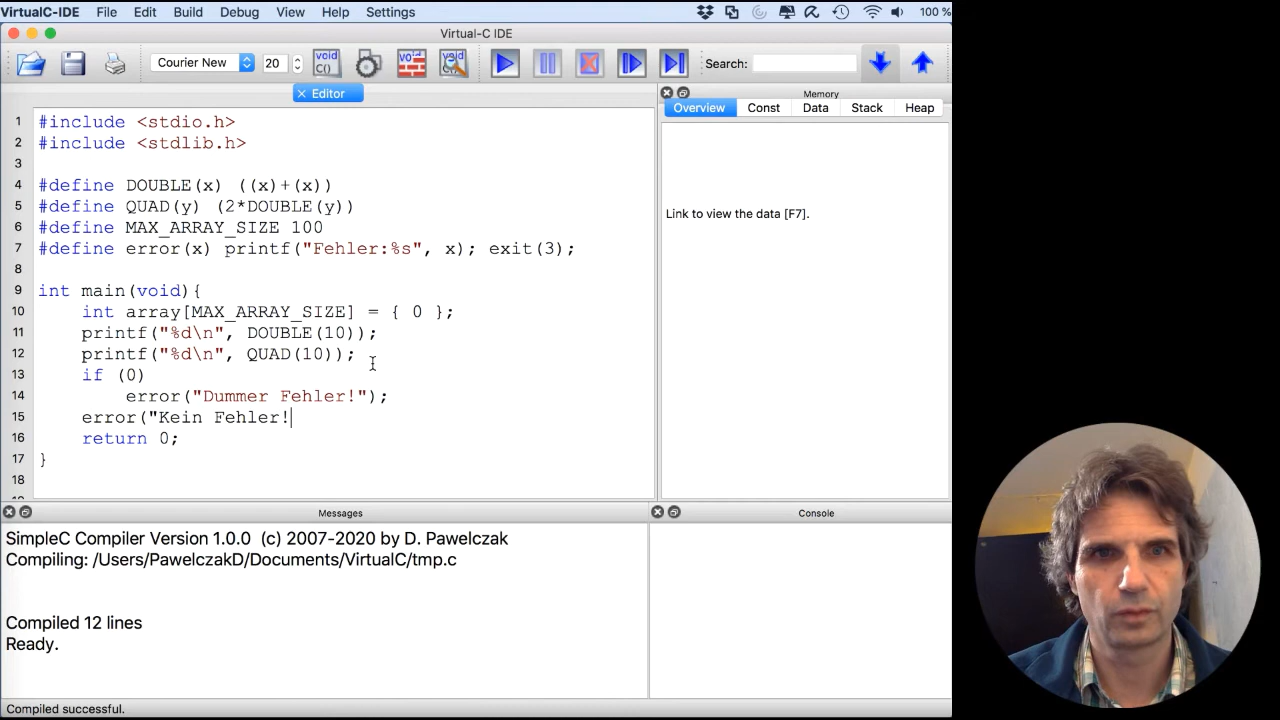 VirtualC-IDE File Edit Build Debug View Help Settings 100 %
Virtual-C IDE
Courier New 20 void C() void void C() Search:
Editor
Memory
Overview Const Data Stack Heap
1 #include <stdio.h>
2 #include <stdlib.h>
3
4 #define DOUBLE(x) ((x)+(x))
5 #define QUAD(y) (2*DOUBLE(y))
6 #define MAX_ARRAY_SIZE 100
7 #define error(x) printf("Fehler:%s", x); exit(3);
8
9 int main(void){
10 int array[MAX_ARRAY_SIZE] = { 0 };
11 printf("%d\n", DOUBLE(10));
12 printf("%d\n", QUAD(10));
13 if (0)
14 error("Dummer Fehler!");
15 error("Kein Fehler!
16 return 0;
17 }
18
Link to view the data [F7].
Messages
Console
SimpleC Compiler Version 1.0.0 (c) 2007-2020 by D. Pawelczak
Compiling: /Users/PawelczakD/Documents/VirtualC/tmp.c
Compiled 12 lines
Ready.
Compiled successful.